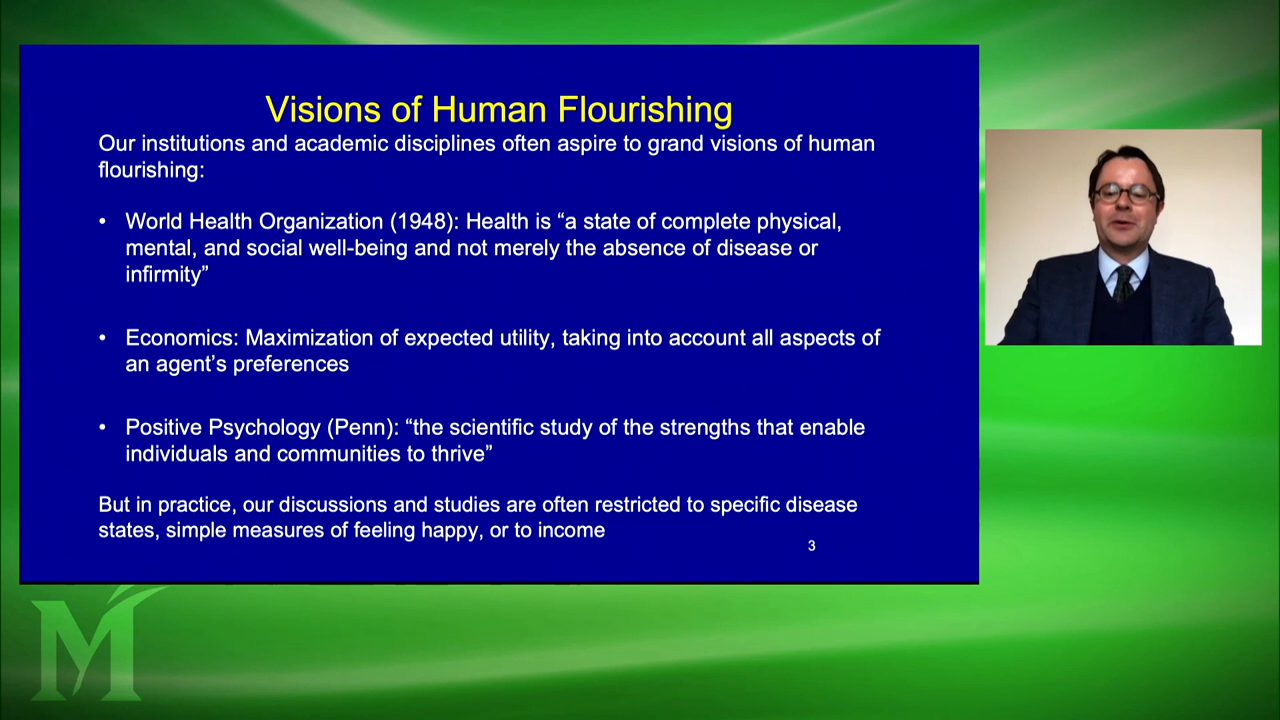 Visions of Human Flourishing
Our institutions and academic disciplines often aspire to grand visions of human
flourishing:
• World Health Organization (1948): Health is “a state of complete physical,
mental, and social well-being and not merely the absence of disease or
infirmity”
• Economics: Maximization of expected utility, taking into account all aspects of
an agent’s preferences
• Positive Psychology (Penn): “the scientific study of the strengths that enable
individuals and communities to thrive”
But in practice, our discussions and studies are often restricted to specific disease
states, simple measures of feeling happy, or to income
3
M